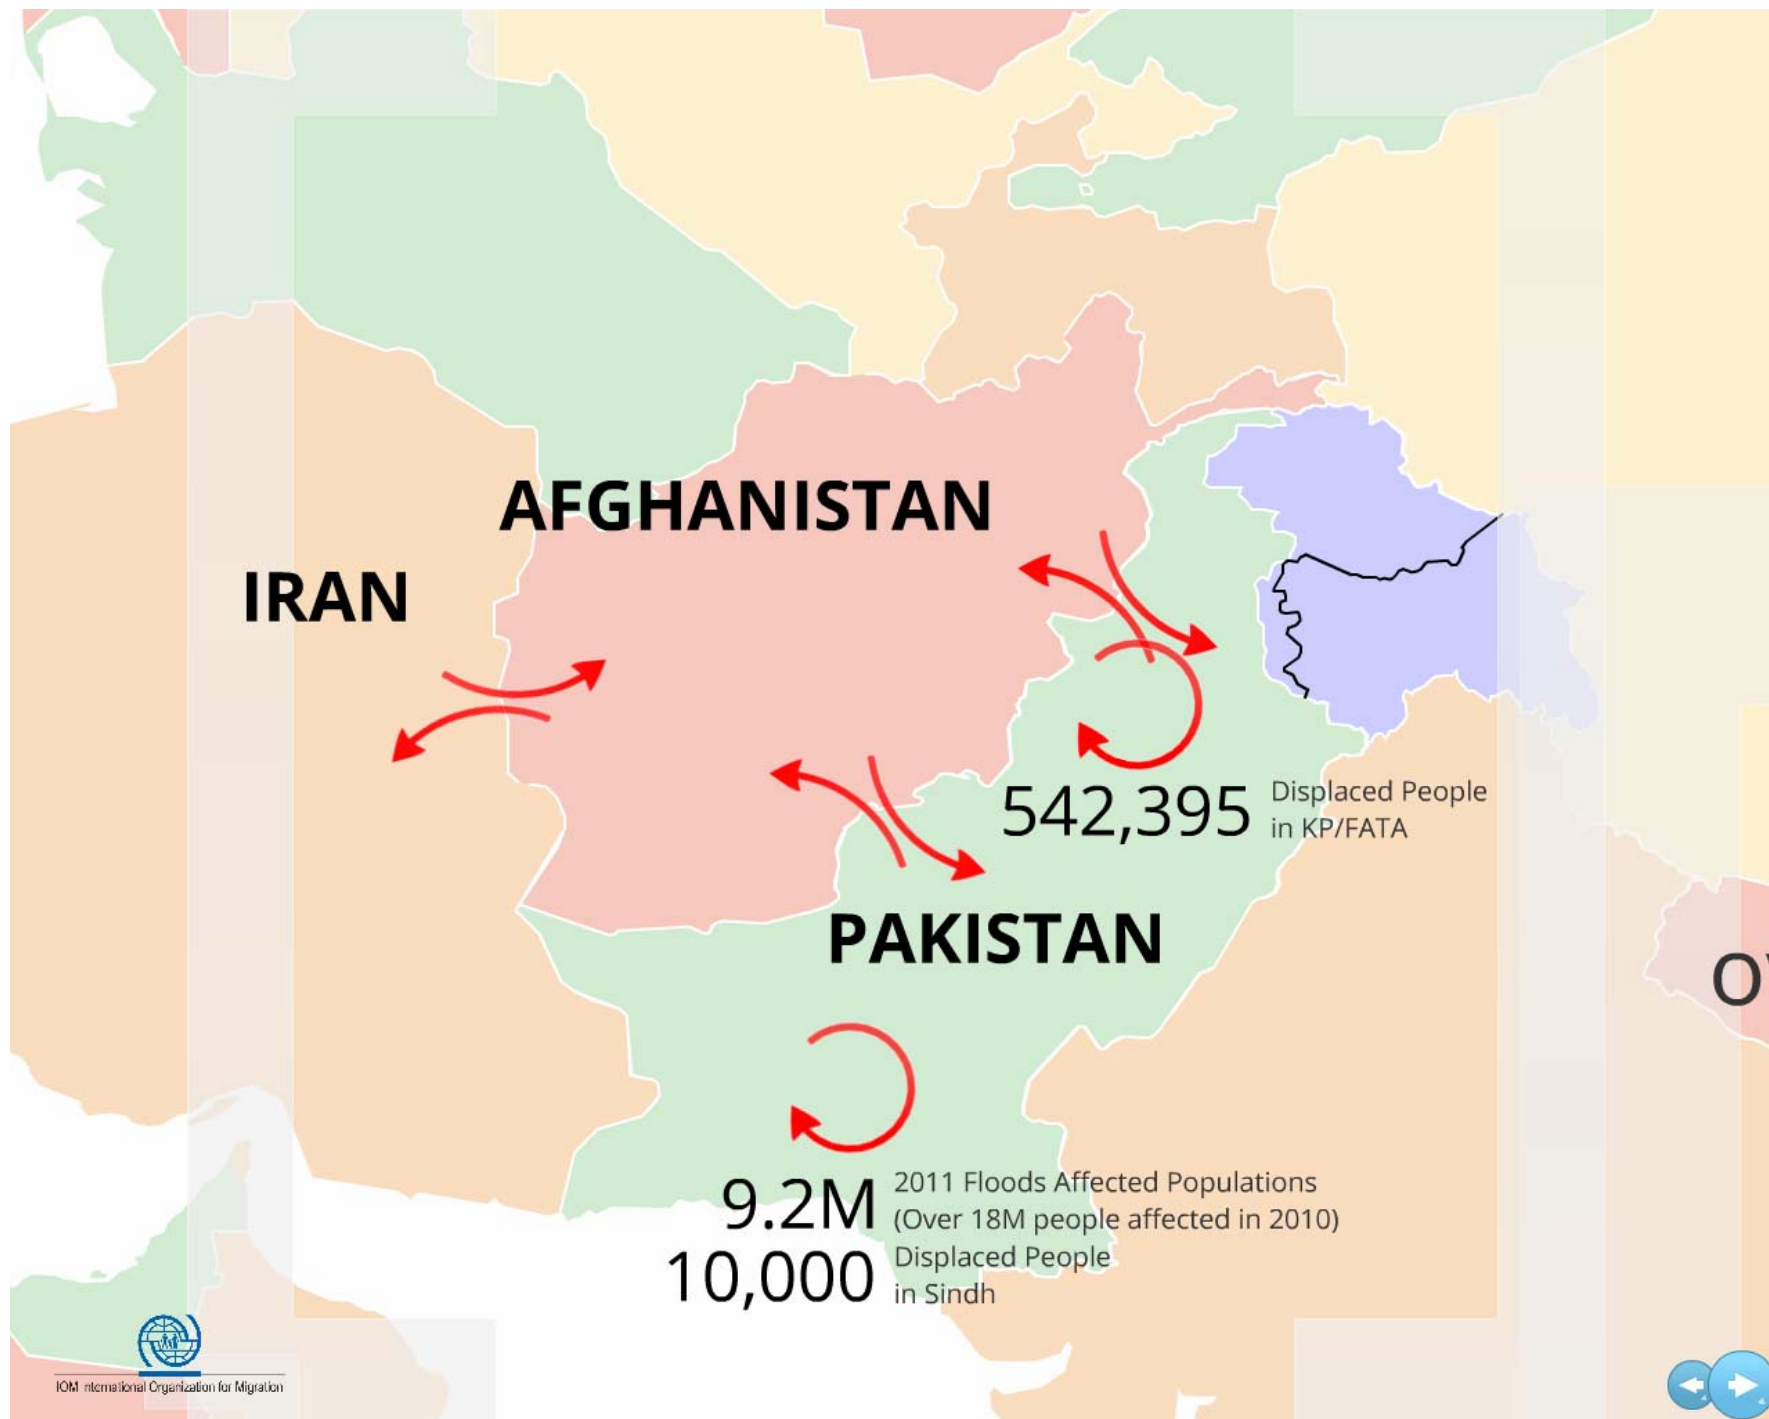 AFGHANISTAN
IRAN
542,395
Displaced People
in KP/FATA
PAKISTAN
9.2M
2011 Floods Affected Populations
(Over 18M people affected in 2010)
10,000
Displaced People
in Sindh
IOM International Organization for Migration